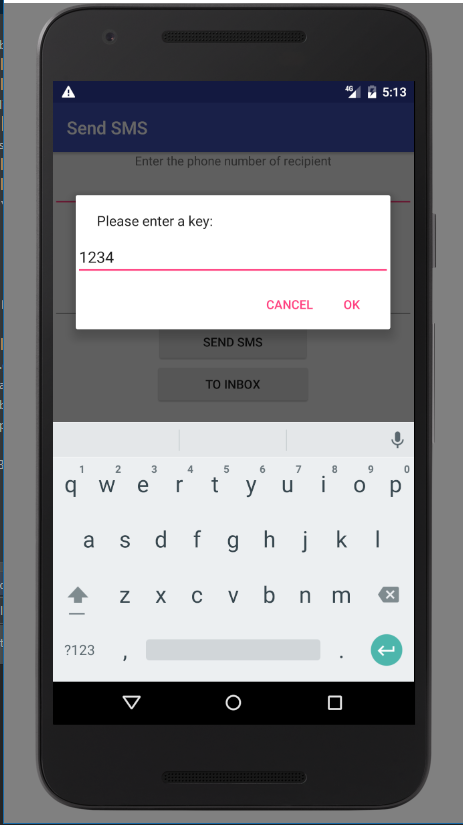 4G 5:13
Send SMS
Enter the phone number of recipient
Please enter a key:
1234
CANCEL OK
SEND SMS
TO INBOX
1 2 3 4 5 6 7 8 9 0
q w e r t y u i o p
a s d f g h j k l
z x c v b n m
?123 , .